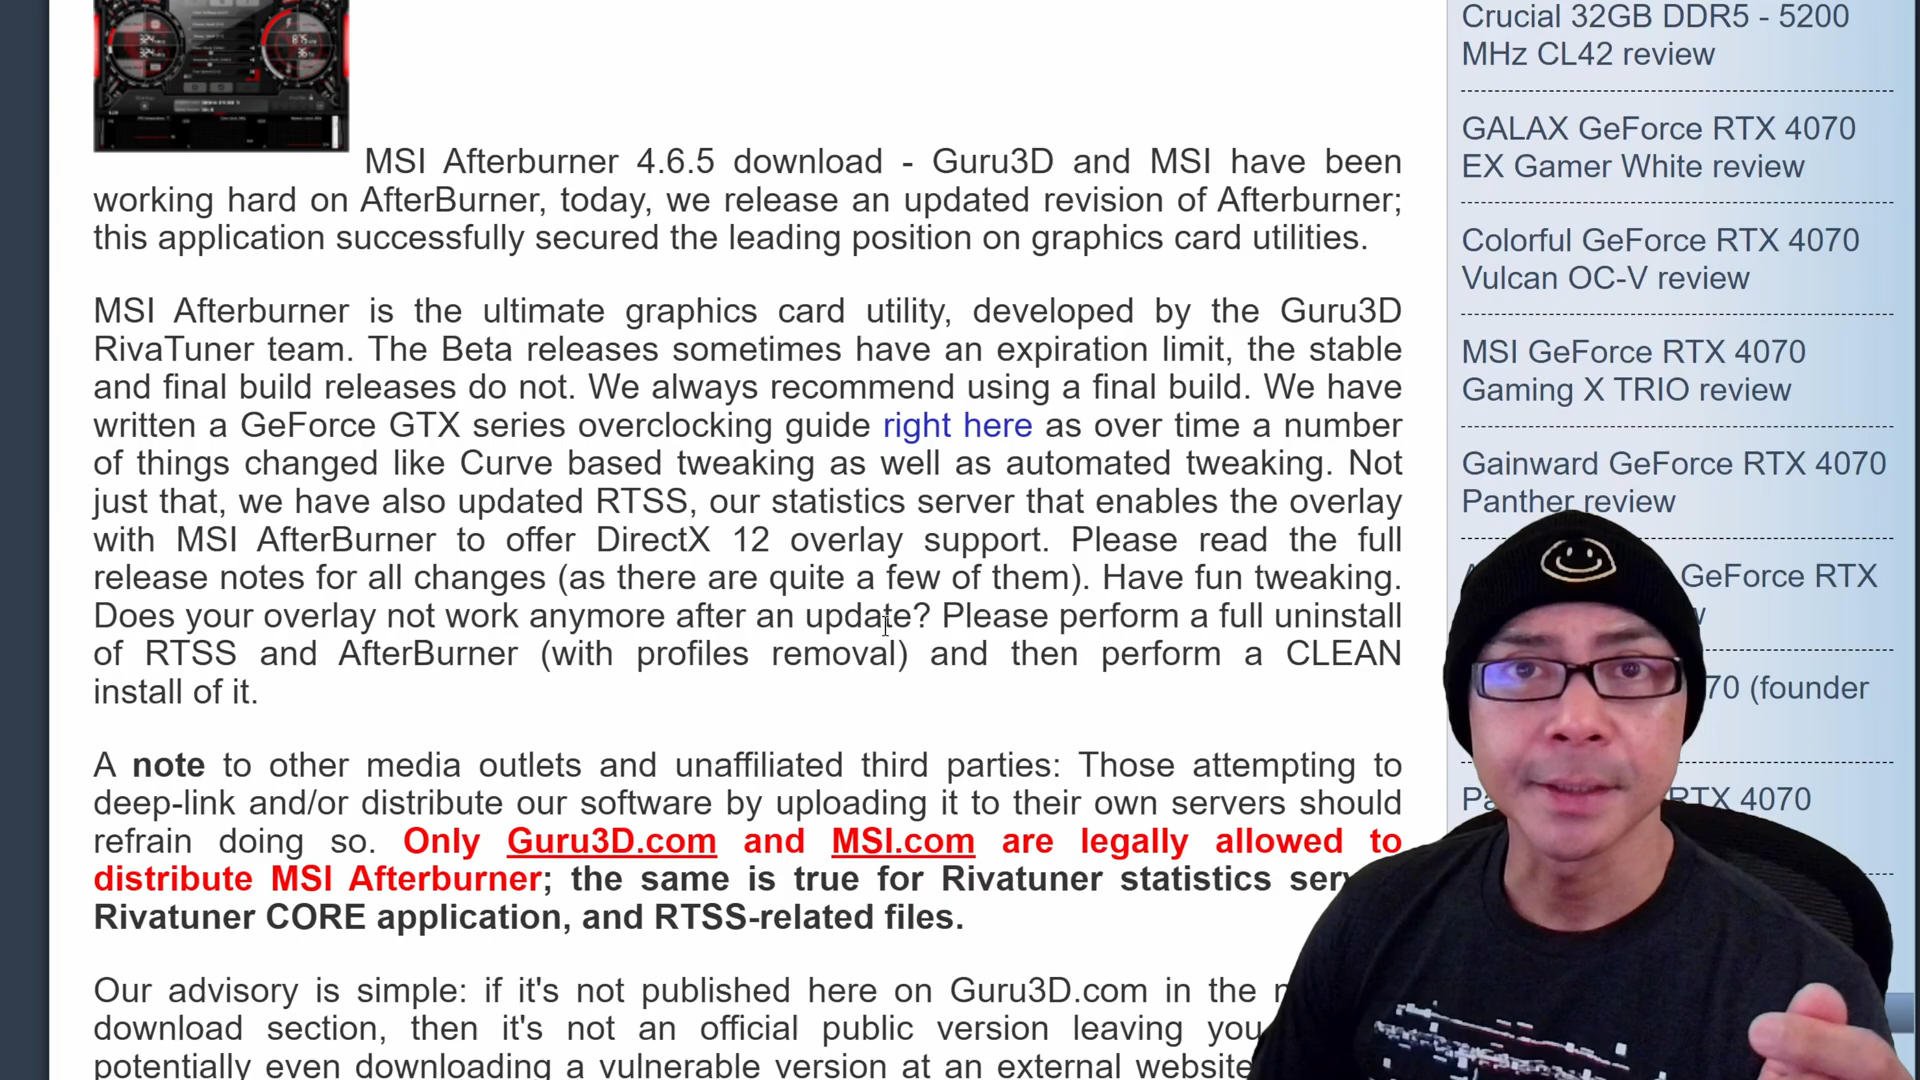 Crucial 32GB DDR5 - 5200
MHz CL42 review
GALAX GeForce RTX 4070
EX Gamer White review
Colorful GeForce RTX 4070
Vulcan OC-V review
MSI GeForce RTX 4070
Gaming X TRIO review
Gainward GeForce RTX 4070
Panther review
GeForce RTX
70 (founder
RTX 4070
MSI Afterburner 4.6.5 download - Guru3D and MSI have been
working hard on AfterBurner, today, we release an updated revision of Afterburner;
this application successfully secured the leading position on graphics card utilities.
MSI Afterburner is the ultimate graphics card utility, developed by the Guru3D
RivaTuner team. The Beta releases sometimes have an expiration limit, the stable
and final build releases do not. We always recommend using a final build. We have
written a GeForce GTX series overclocking guide right here as over time a number
of things changed like Curve based tweaking as well as automated tweaking. Not
just that, we have also updated RTSS, our statistics server that enables the overlay
with MSI AfterBurner to offer DirectX 12 overlay support. Please read the full
release notes for all changes (as there are quite a few of them). Have fun tweaking.
Does your overlay not work anymore after an update? Please perform a full uninstall
of RTSS and AfterBurner (with profiles removal) and then perform a CLEAN
install of it.
A note to other media outlets and unaffiliated third parties: Those attempting to
deep-link and/or distribute our software by uploading it to their own servers should
refrain doing so. Only Guru3D.com and MSI.com are legally allowed to
distribute MSI Afterburner; the same is true for Rivatuner statistics
Rivatuner CORE application, and RTSS-related files.
Our advisory is simple: if it's not published here on Guru3D.com in the
download section, then it's not an official public version leaving you
potentially even downloading a vulnerable version at an external website